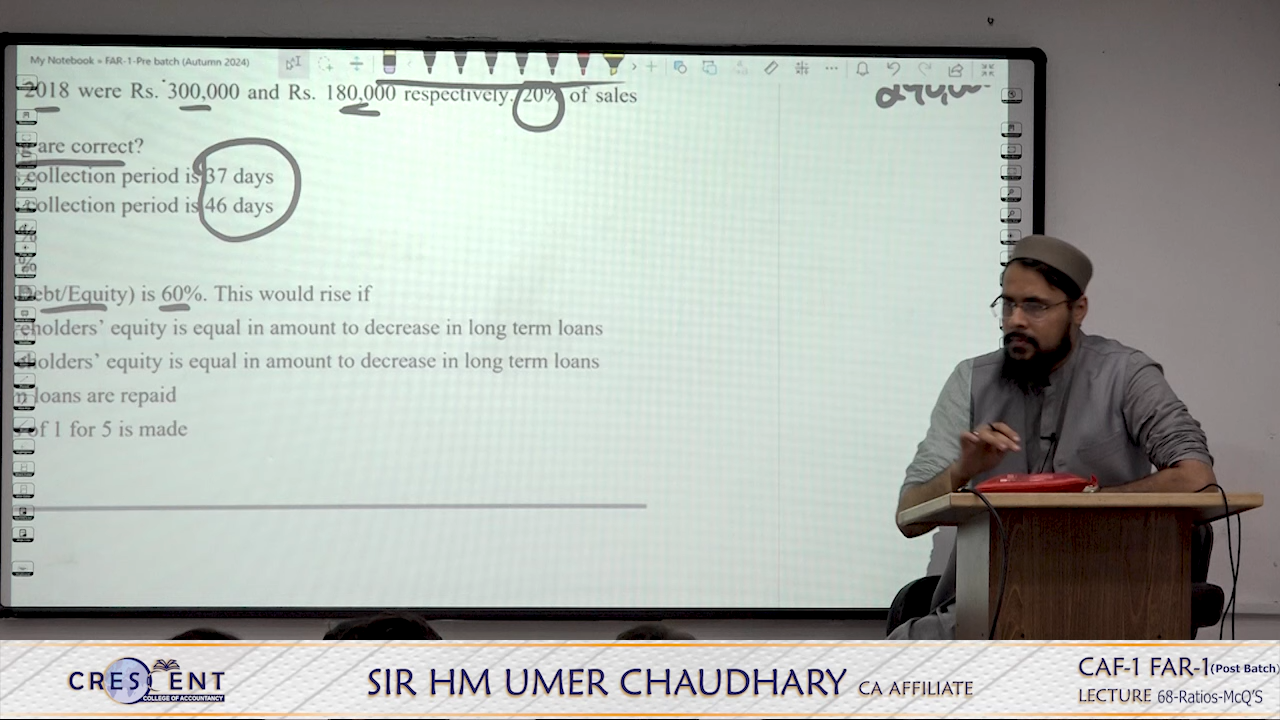 My Notebook » FAR-1-Pre batch (Autumn 2024)
2018 were Rs. 300,000 and Rs. 180,000 respectively. 20% of sales
are correct?
collection period is 37 days
collection period is 46 days
%
Debt/Equity) is 60%. This would rise if
holders' equity is equal in amount to decrease in long term loans
holders' equity is equal in amount to decrease in long term loans
loans are repaid
of 1 for 5 is made
CRESCENT
COLLEGE OF ACCOUNTANCY
SIR HM UMER CHAUDHARY CA AFFILIATE
CAF-1 FAR-1(Post Batch)
LECTURE 68-Ratios-McQ'S